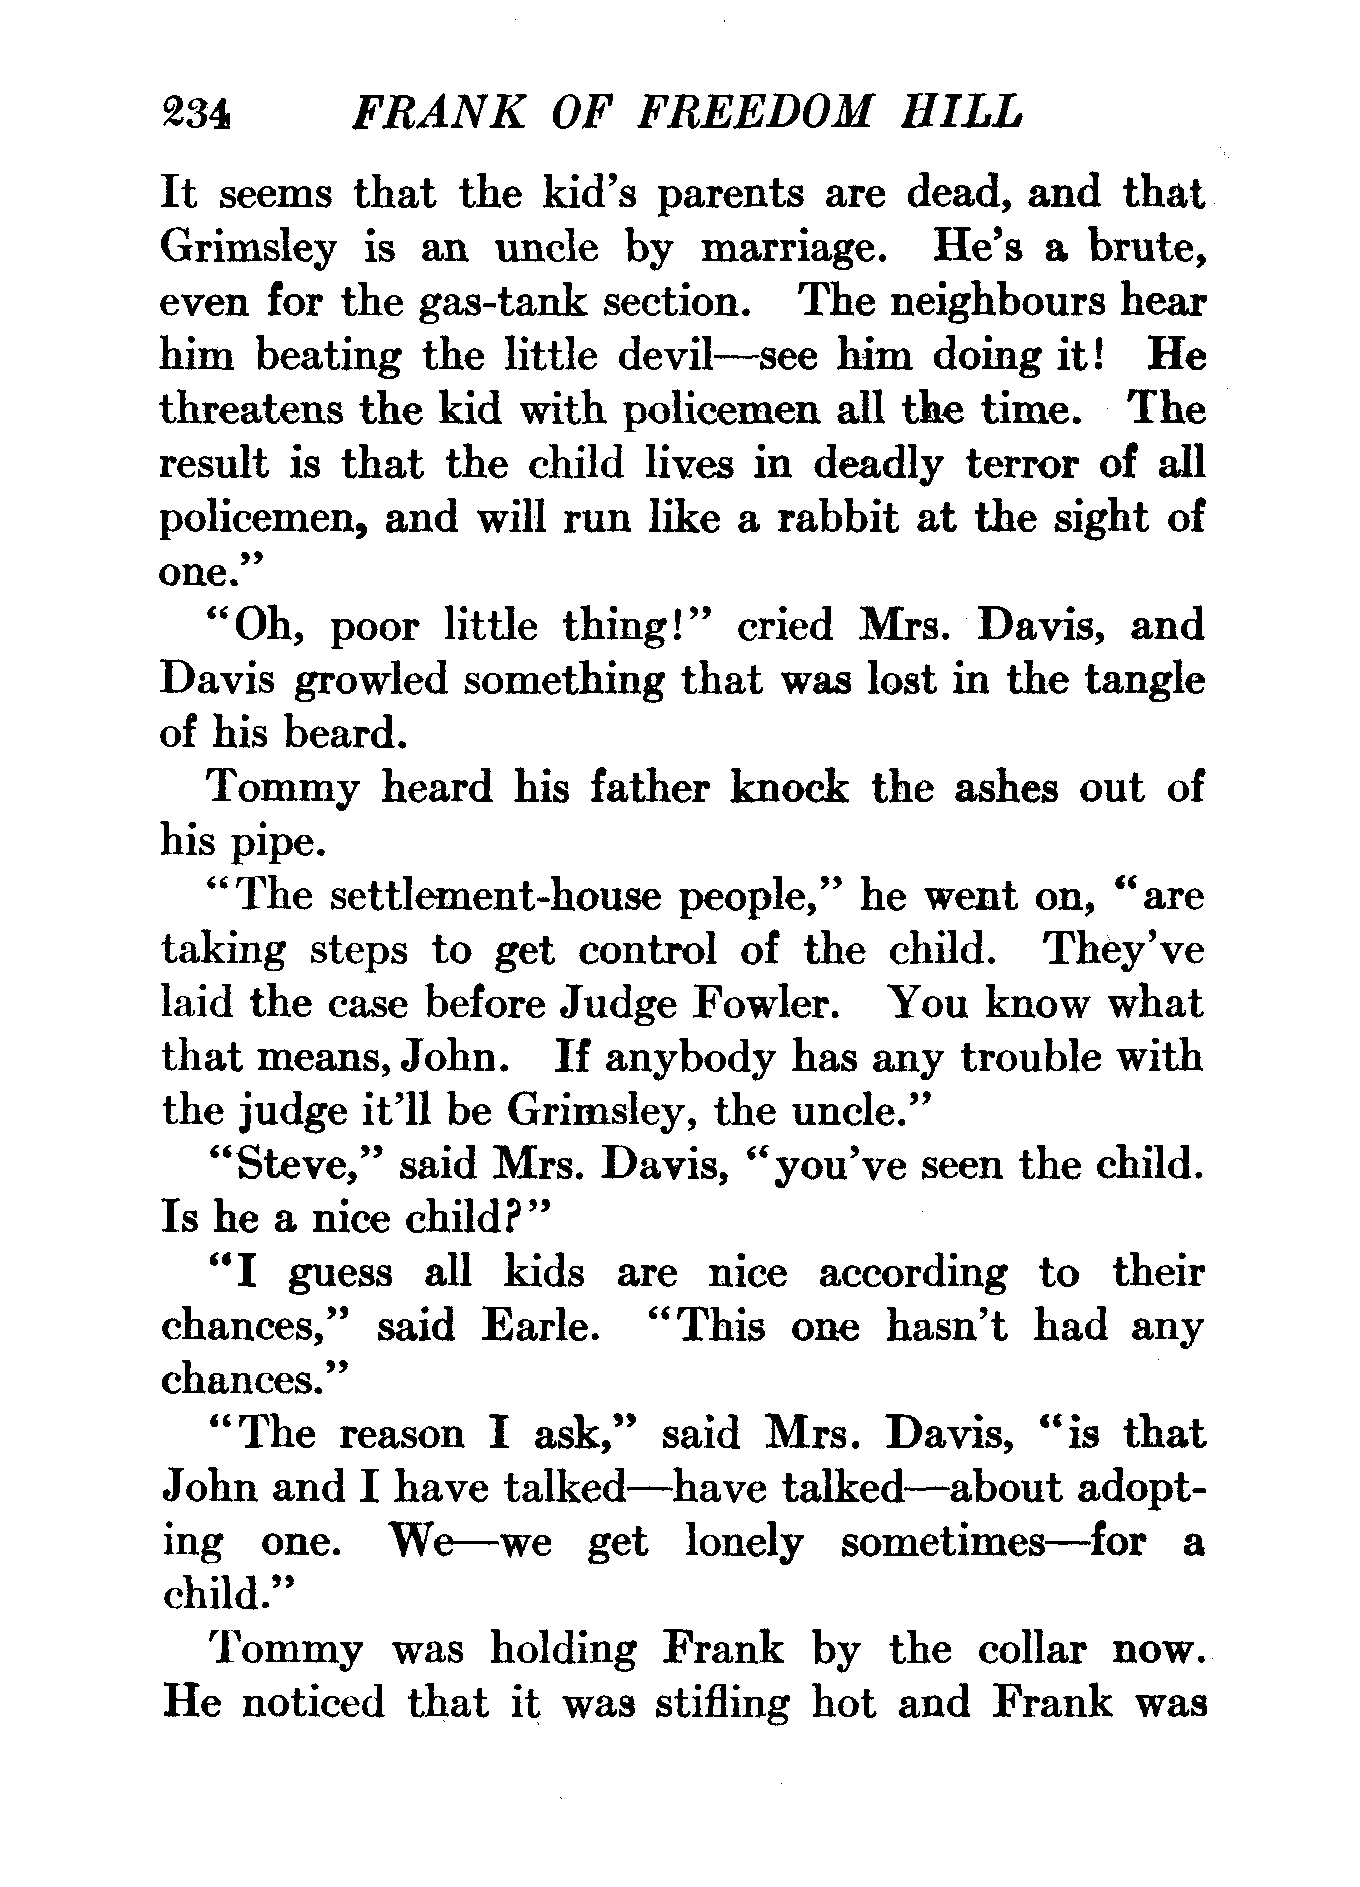 234 FRANK OF FREEDOM HILL
It seems that the kid's parents are dead, and that
Grimsley is an uncle by marriage. He's a brute,
even for the gas-tank section. The neighbours hear
him beating the little devil—see him doing it! He
threatens the kid with policemen all the time. The
result is that the child lives in deadly terror of all
policemen, and will run like a rabbit at the sight of
one."
"Oh, poor little thing!" cried Mrs. Davis, and
Davis growled something that was lost in the tangle
of his beard.
Tommy heard his father knock the ashes out of
his pipe.
"The settlement-house people," he went on, "are
taking steps to get control of the child. They've
laid the case before Judge Fowler. You know what
that means, John. If anybody has any trouble with
the judge it'll be Grimsley, the uncle."
"Steve," said Mrs. Davis, "you've seen the child.
Is he a nice child?"
"I guess all kids are nice according to their
chances," said Earle. "This one hasn't had any
chances."
"The reason I ask," said Mrs. Davis, "is that
John and I have talked—have talked—about adopt-
ing one. We—we get lonely sometimes—for a
child."
Tommy was holding Frank by the collar now.
He noticed that it was stifling hot and Frank was